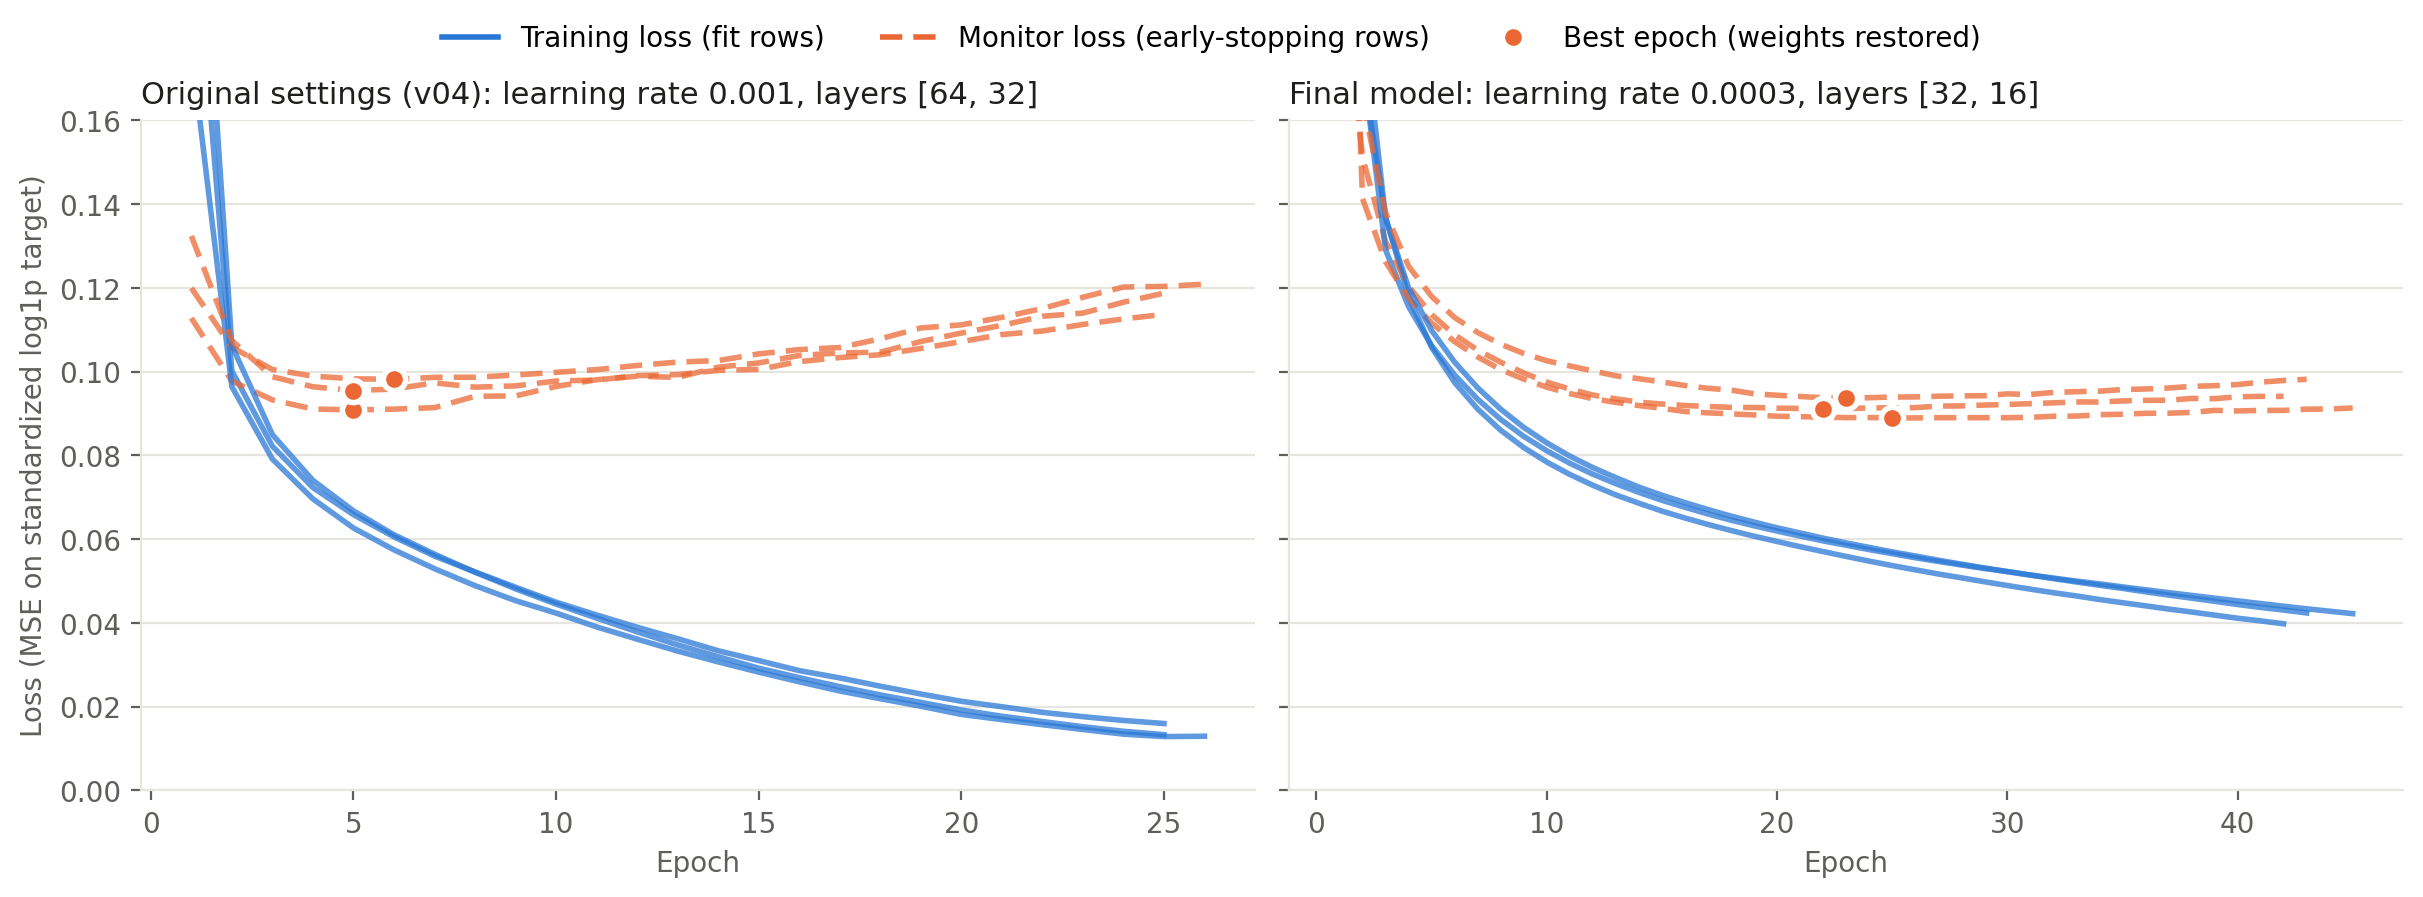 Training loss (fit rows) Monitor loss (early-stopping rows) Best epoch (weights restored)
Original settings (v04): learning rate 0.001, layers [64, 32]
Loss (MSE on standardized log1p target)
0.16
0.14
0.12
0.10
0.08
0.06
0.04
0.02
0.00
0 5 10 15 20 25
Epoch
Final model: learning rate 0.0003, layers [32, 16]
0 10 20 30 40
Epoch